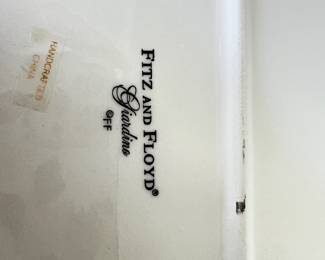 FITZ AND FLOYD®
Giardino
©FF
HANDCRAFTED
CHINA